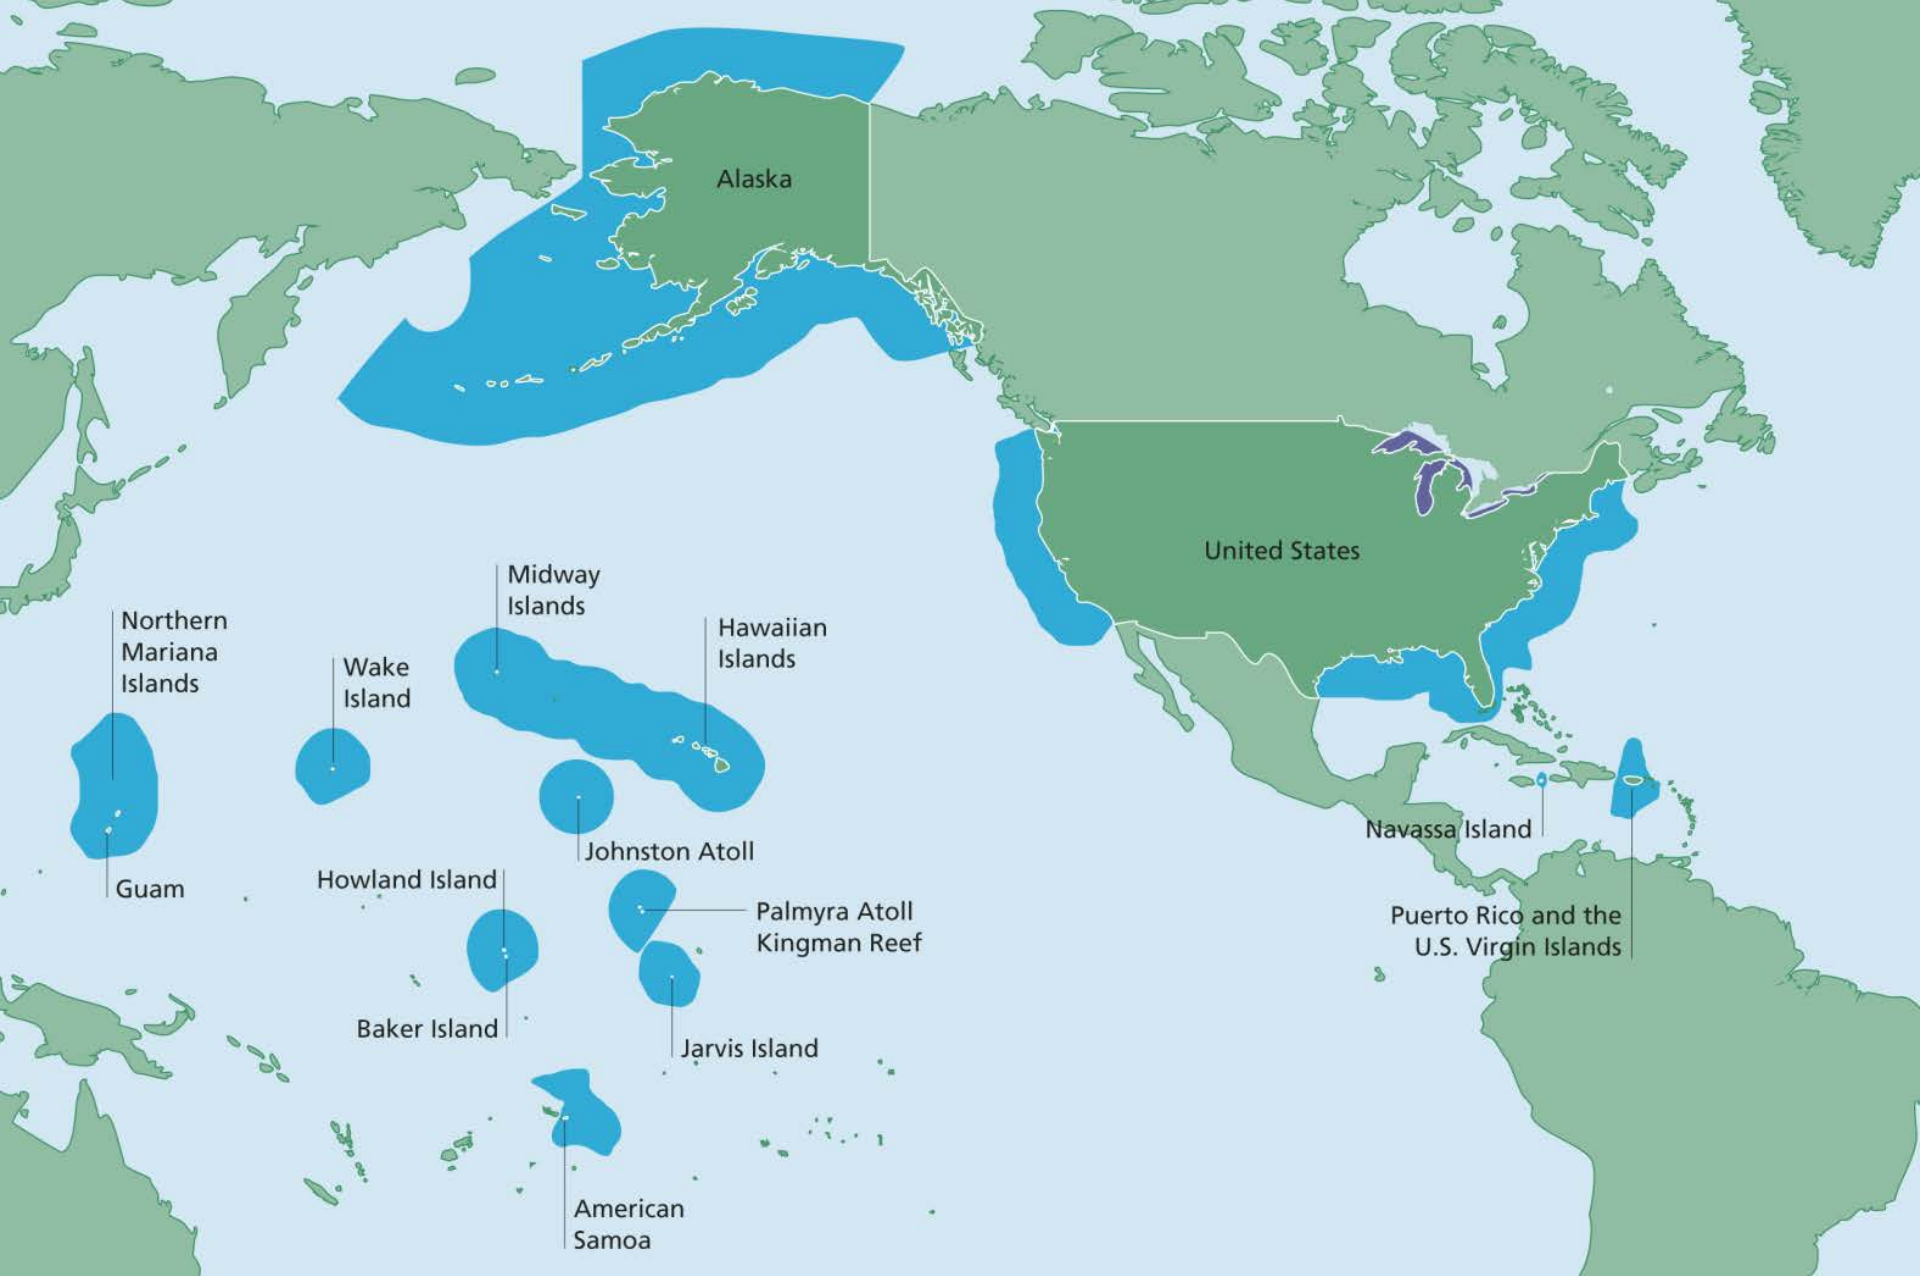 Alaska
United States
Midway
Islands
Northern
Mariana
Islands
Hawaiian
Islands
Wake
Island
Navassa Island
Johnston Atoll
Howland Island
Guam
Palmyra Atoll
Kingman Reef
Puerto Rico and the
U.S. Virgin Islands
Baker Island
Jarvis Island
American
Samoa